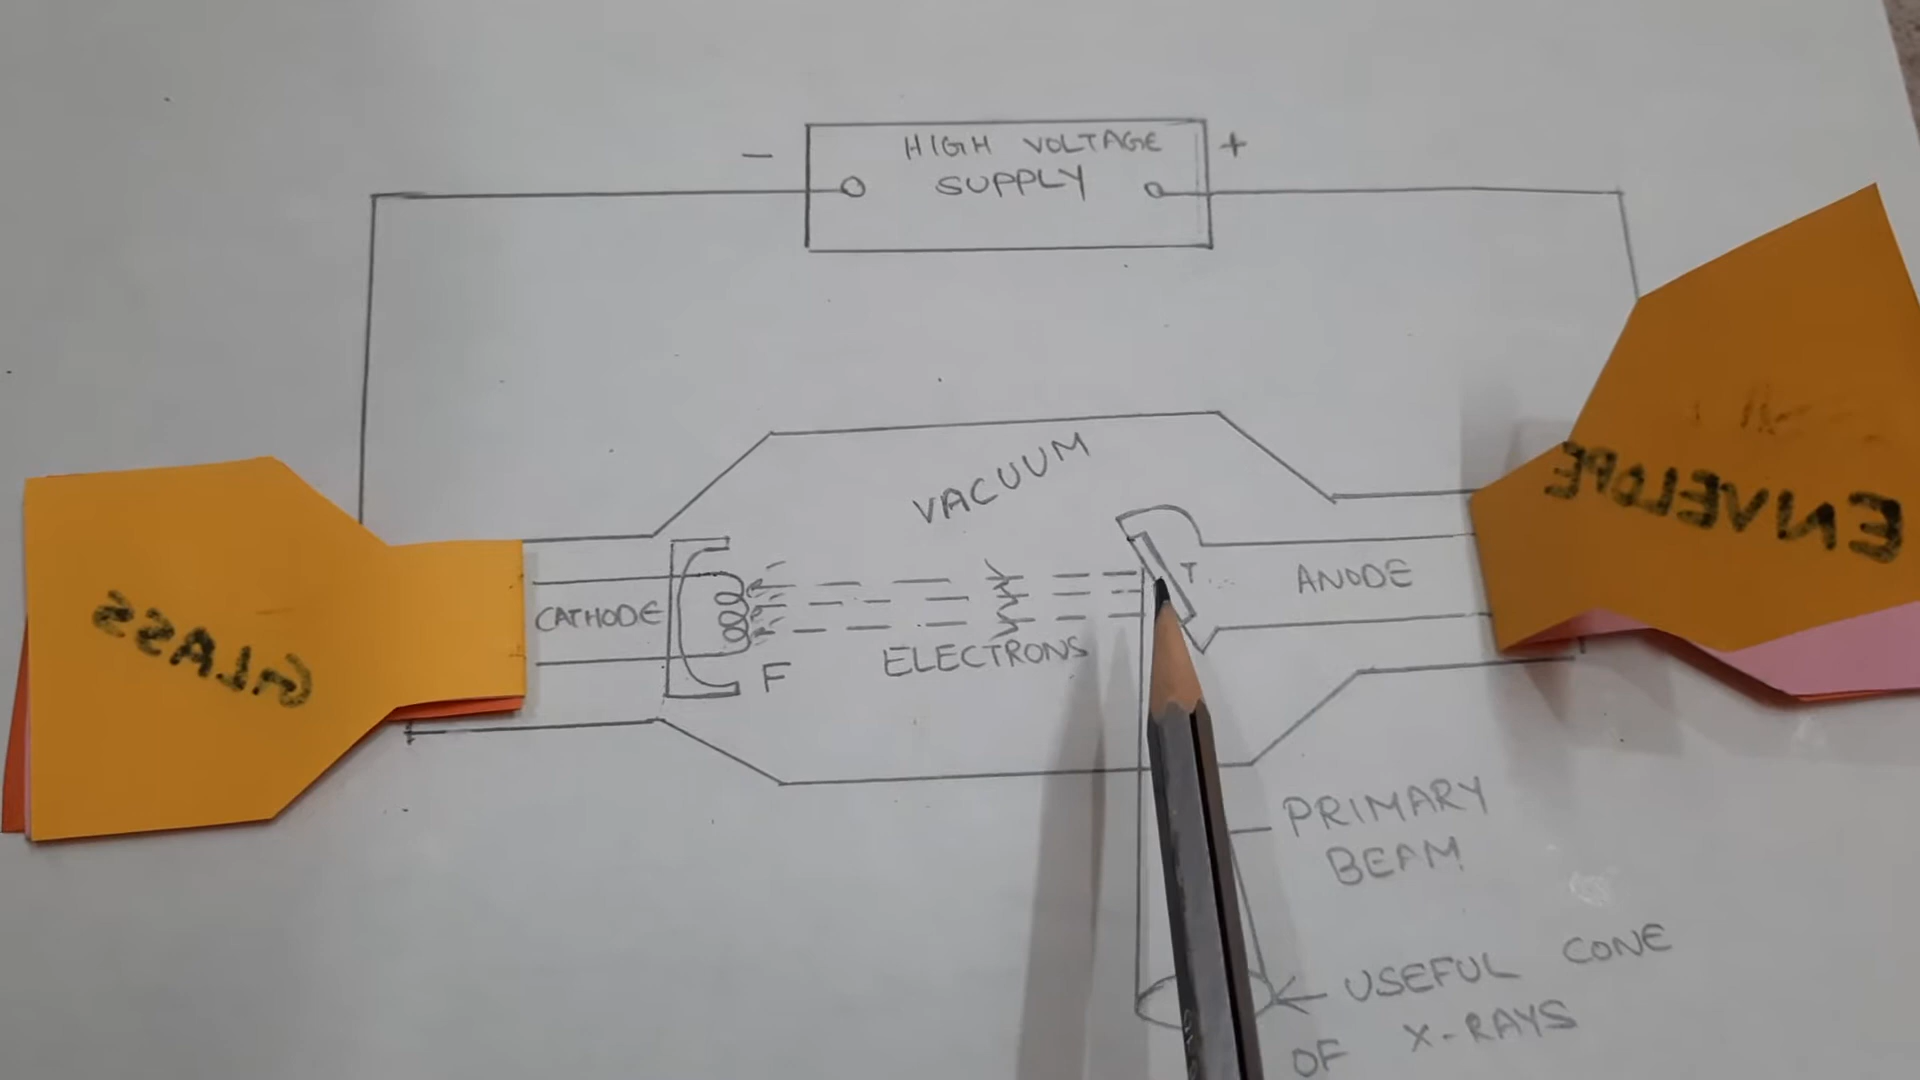 − HIGH VOLTAGE +
SUPPLY
VACUUM
ENVELOPE
GLASS
CATHODE
T
ANODE
F
ELECTRONS
PRIMARY
BEAM
USEFUL CONE
OF X-RAYS